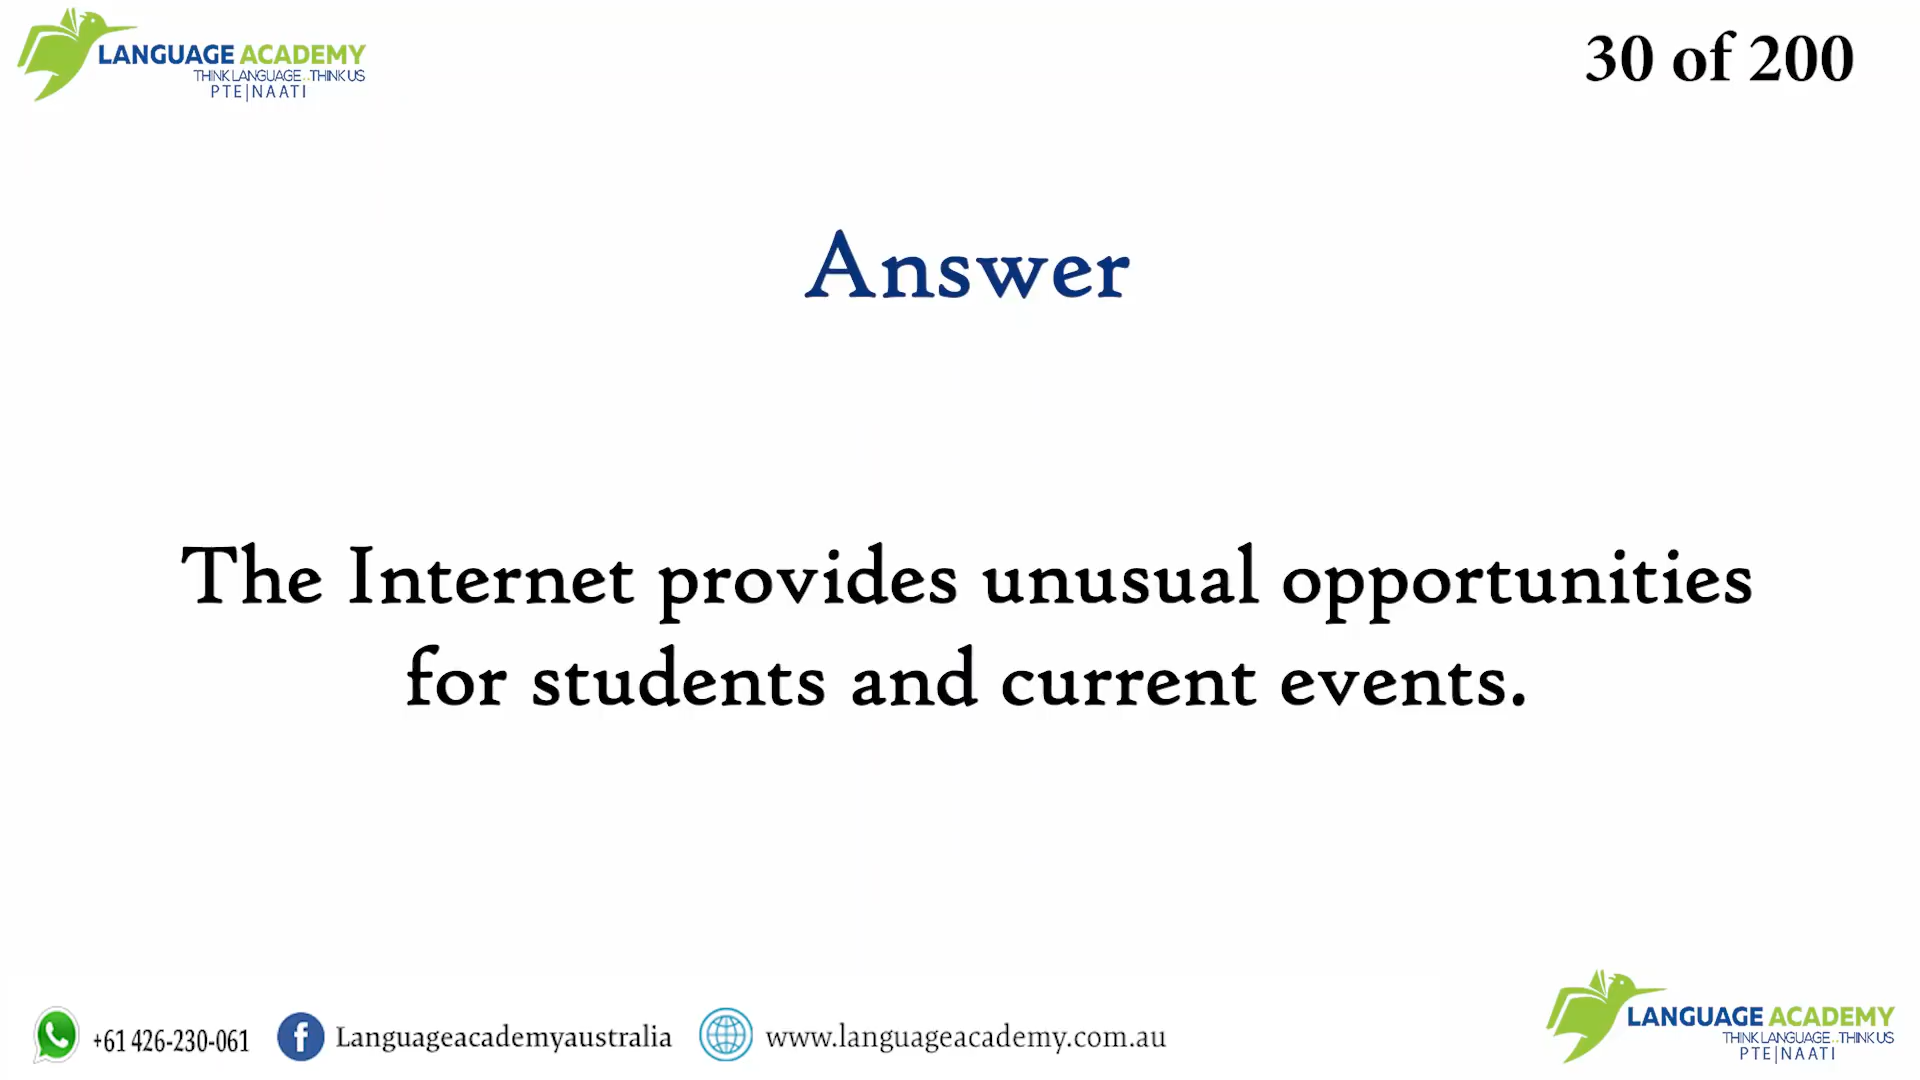 LANGUAGE ACADEMY
THINK LANGUAGE..THINK US
PTE|NAATI
30 of 200
Answer
The Internet provides unusual opportunities
for students and current events.
+61 426-230-061
Languageacademyaustralia
www.languageacademy.com.au
LANGUAGE ACADEMY
THINK LANGUAGE..THINK US
PTE|NAATI